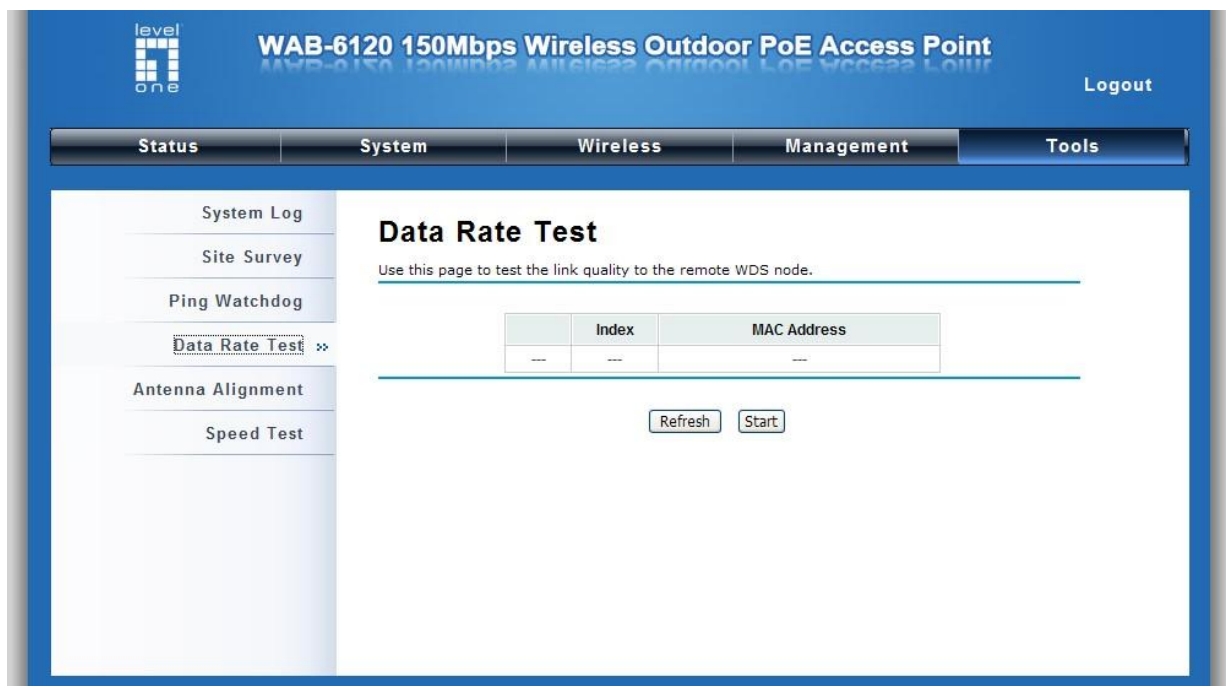 level
one
WAB-6120 150Mbps Wireless Outdoor PoE Access Point
Logout
Status System Wireless Management Tools
System Log
Site Survey
Ping Watchdog
Data Rate Test »
Antenna Alignment
Speed Test
Data Rate Test
Use this page to test the link quality to the remote WDS node.
Index MAC Address
--- --- ---
Refresh Start